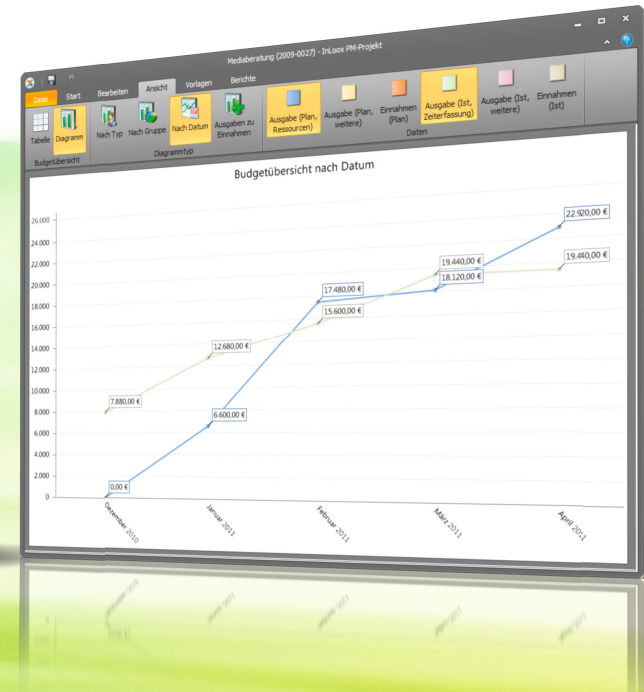 Mediaberatung (2009-0027) - InLoox PM-Projekt
Datei Start Bearbeiten Ansicht Vorlagen Berichte
Tabelle
Diagramm
Budgetübersicht
Nach Typ
Nach Gruppe
Nach Datum
Ausgaben zu
Einnahmen
Diagrammtyp
Ausgabe (Plan,
Ressourcen)
Ausgabe (Plan,
weitere)
Einnahmen
(Plan)
Ausgabe (Ist,
Zeiterfassung)
Ausgabe (Ist,
weitere)
Einnahmen
(Ist)
Daten
Budgetübersicht nach Datum
26.000
24.000
22.000
20.000
18.000
16.000
14.000
12.000
10.000
8.000
6.000
4.000
2.000
0
22.920,00 €
19.440,00 €
19.440,00 €
18.120,00 €
17.480,00 €
15.600,00 €
12.680,00 €
7.880,00 €
6.600,00 €
0,00 €
Dezember 2010
Januar 2011
Februar 2011
März 2011
April 2011